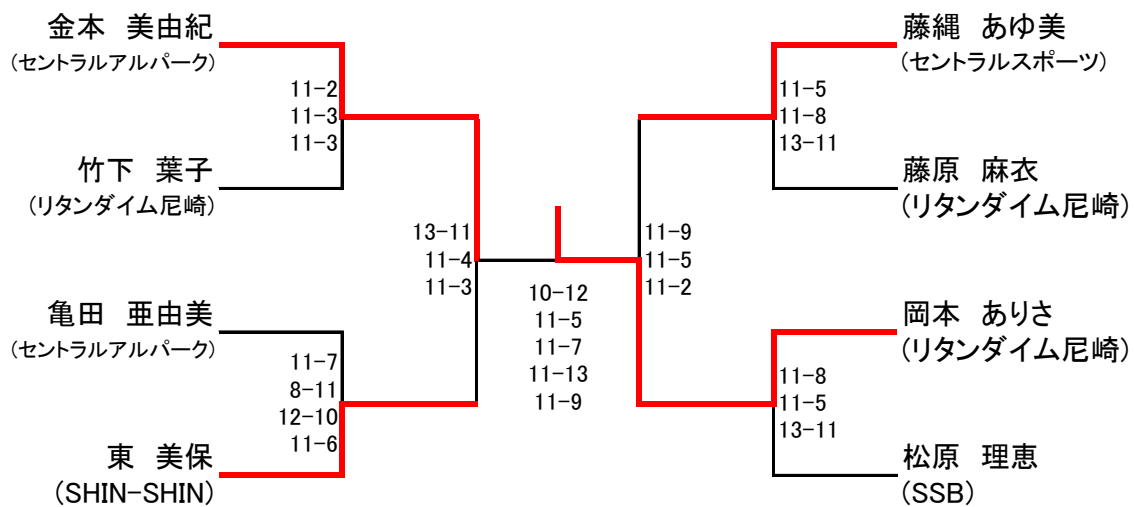 金本 美由紀
(セントラルアルパーク)
11-2
11-3
11-3
竹下 葉子
(リタンダイム尼崎)
13-11
11-4
11-3
亀田 亜由美
(セントラルアルパーク)
11-7
8-11
12-10
11-6
東 美保
(SHIN-SHIN)
10-12
11-5
11-7
11-13
11-9
藤縄 あゆ美
(セントラルスポーツ)
11-5
11-8
13-11
藤原 麻衣
(リタンダイム尼崎)
11-9
11-5
11-2
岡本 ありさ
(リタンダイム尼崎)
11-8
11-5
13-11
松原 理恵
(SSB)